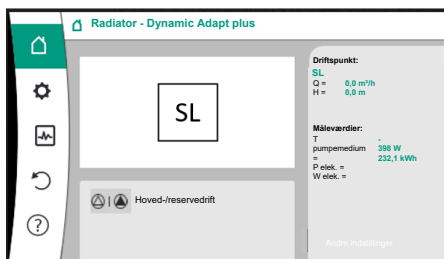 Radiator - Dynamic Adapt plus
SL
Hoved-/reservedrift
Driftspunkt:
SL
Q = 0,0 m³/h
H = 0,0 m
Måleværdier:
T -
pumpemedium 398 W
= 232,1 kWh
P elek. =
W elek. =
Andre indstillinger